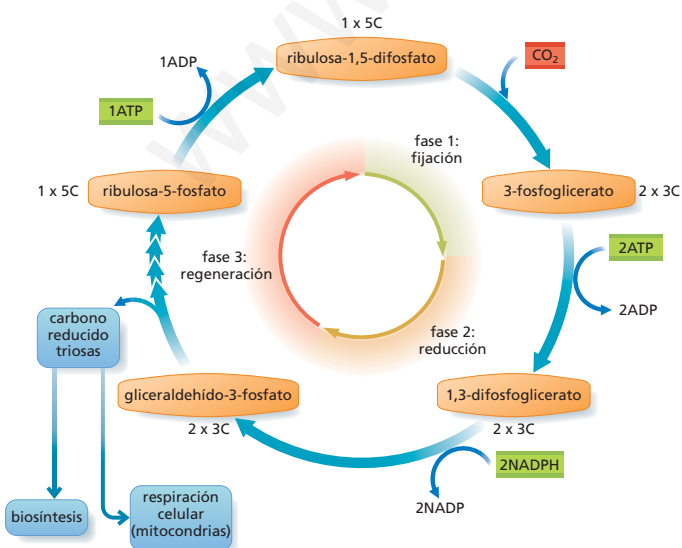 1 x 5C
ribulosa-1,5-difosfato
CO₂
1ADP
1ATP
fase 1:
fijación
1 x 5C
ribulosa-5-fosfato
3-fosfoglicerato
2 x 3C
fase 3:
regeneración
2ATP
2ADP
carbono
reducido
triosas
fase 2:
reducción
gliceraldehído-3-fosfato
2 x 3C
1,3-difosfoglicerato
2 x 3C
2NADPH
2NADP
biosíntesis
respiración
celular
(mitocondrias)